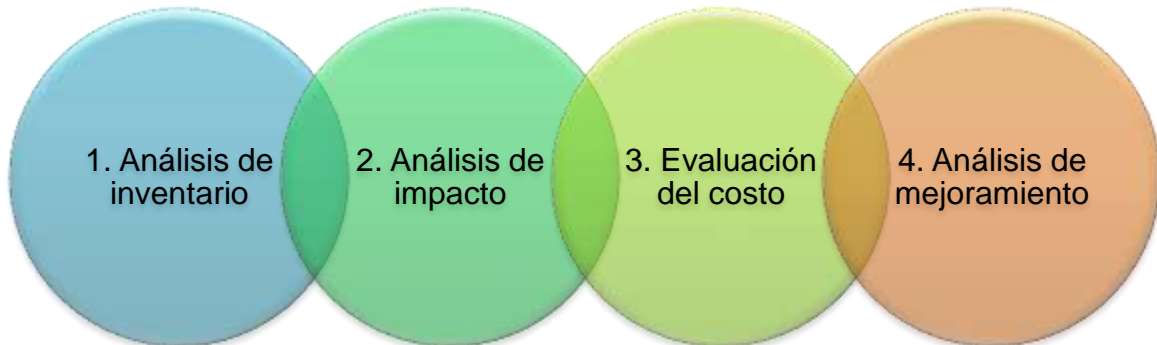 1. Análisis de
inventario
2. Análisis de
impacto
3. Evaluación
del costo
4. Análisis de
mejoramiento